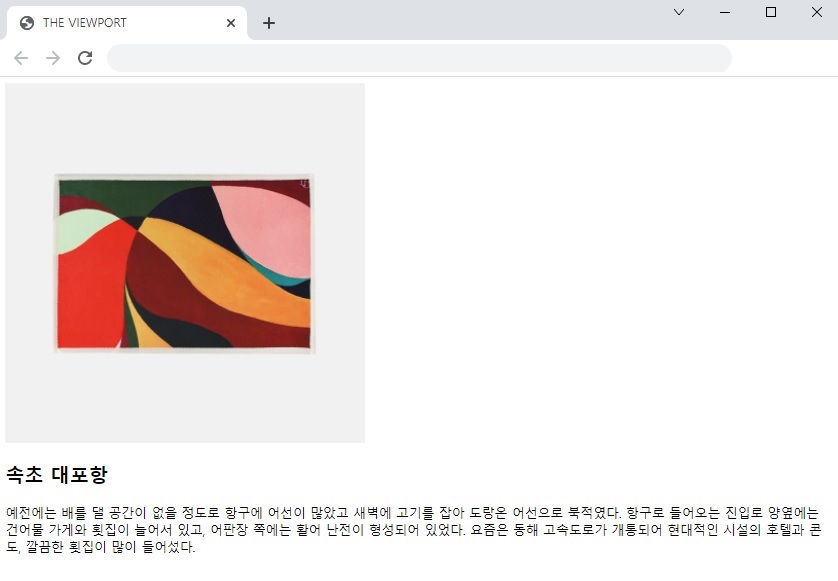 THE VIEWPORT
속초 대포항
예전에는 배를 댈 공간이 없을 정도로 항구에 어선이 많았고 새벽에 고기를 잡아 도량온 어선으로 북적였다. 항구로 들어오는 진입로 양옆에는
건어물 가게와 횟집이 늘어서 있고, 어판장 쪽에는 활어 난전이 형성되어 있었다. 요즘은 동해 고속도로가 개통되어 현대적인 시설의 호텔과 콘
도, 깔끔한 횟집이 많이 들어섰다.